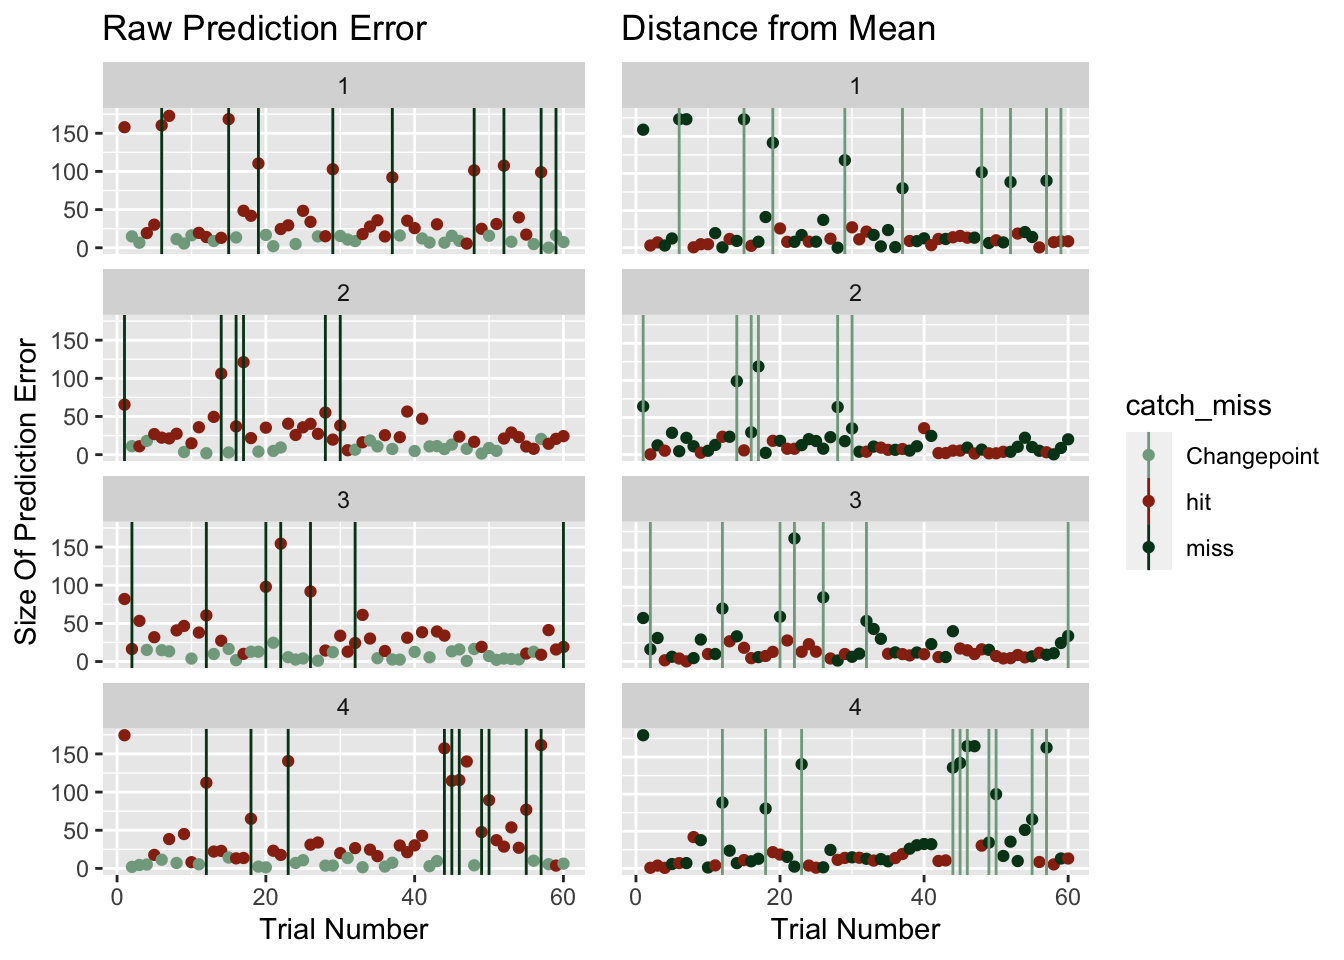 Raw Prediction Error
Distance from Mean
Size Of Prediction Error
1
150
100
50
0
1
2
150
100
50
0
2
3
150
100
50
0
3
4
150
100
50
0
4
0 20 40 60
0 20 40 60
Trial Number
Trial Number
catch_miss
Changepoint
hit
miss